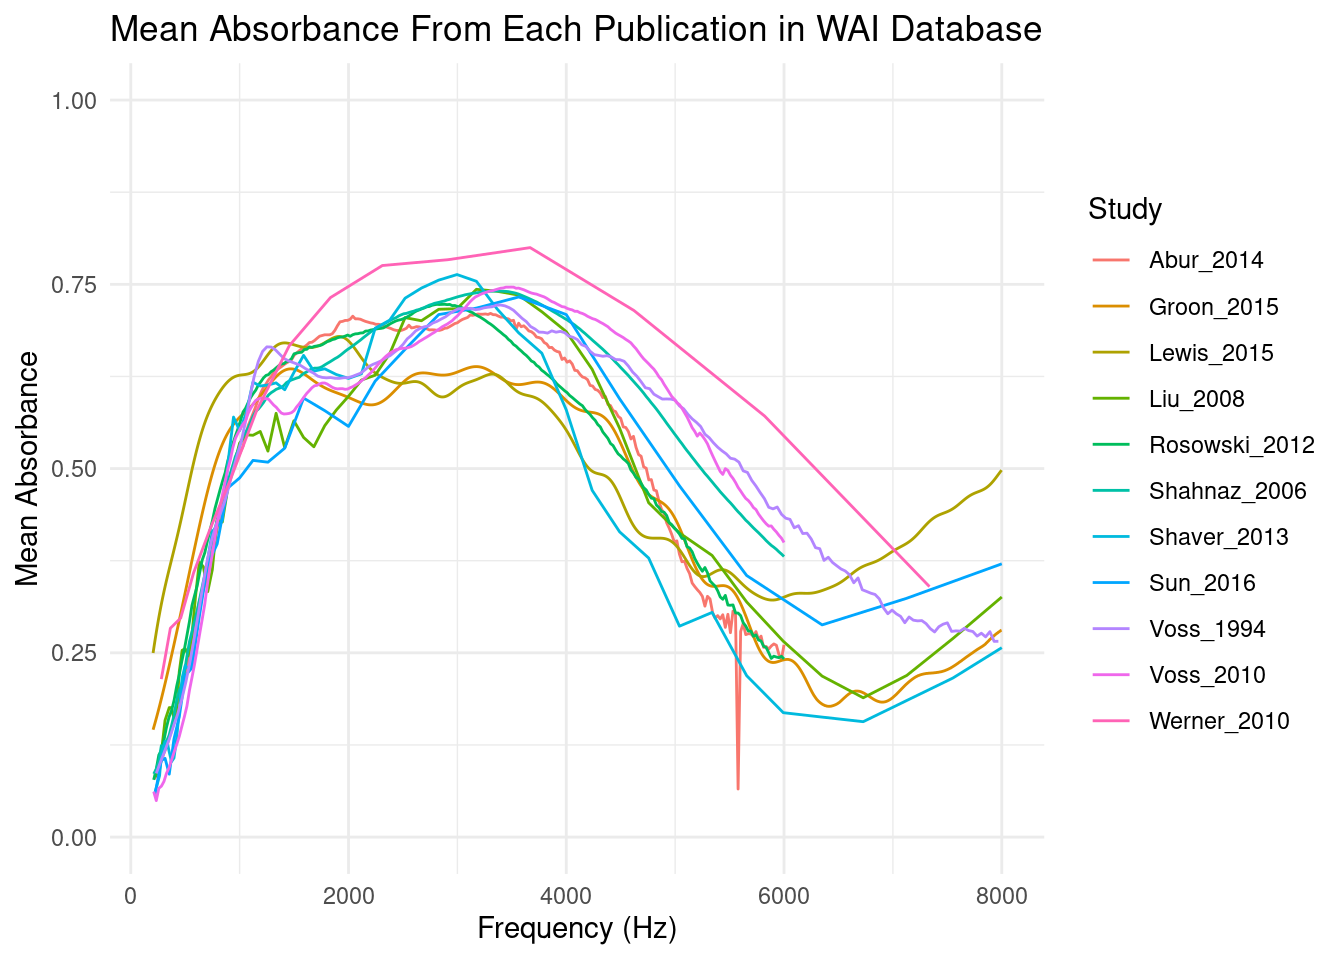 Mean Absorbance From Each Publication in WAI Database
1.00
0.75
0.50
0.25
0.00
Mean Absorbance
0 2000 4000 6000 8000
Frequency (Hz)
Study
Abur_2014
Groon_2015
Lewis_2015
Liu_2008
Rosowski_2012
Shahnaz_2006
Shaver_2013
Sun_2016
Voss_1994
Voss_2010
Werner_2010